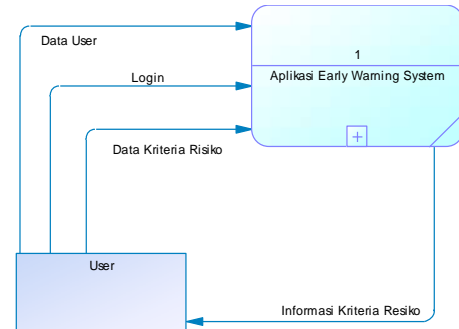 Data User
1
Login
Aplikasi Early Warning System
Data Kriteria Risiko
User
Informasi Kriteria Resiko